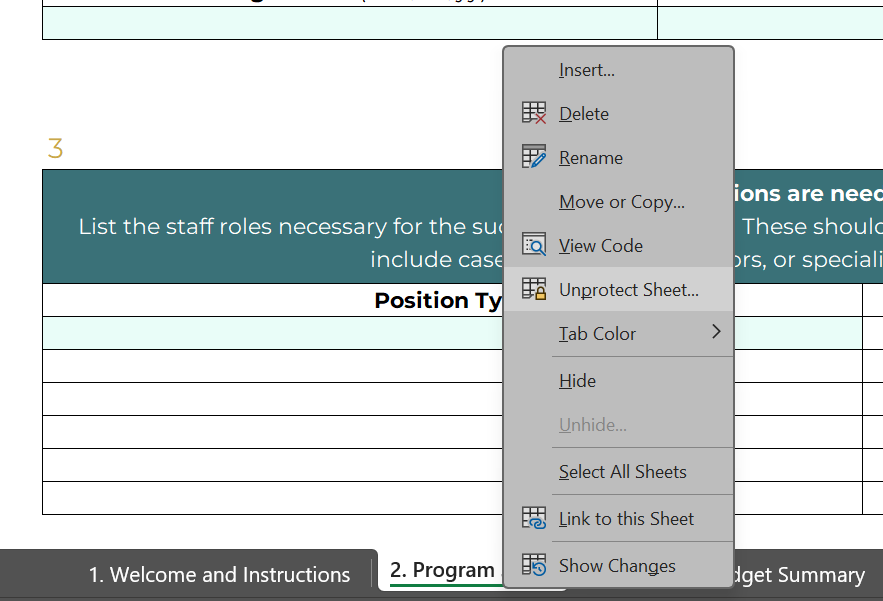 3
ions are need
List the staff roles necessary for the suc These should
include case ors, or speciali
Position Ty
Insert...
Delete
Rename
Move or Copy...
View Code
Unprotect Sheet...
Tab Color
Hide
Unhide...
Select All Sheets
Link to this Sheet
Show Changes
1. Welcome and Instructions 2. Program dget Summary